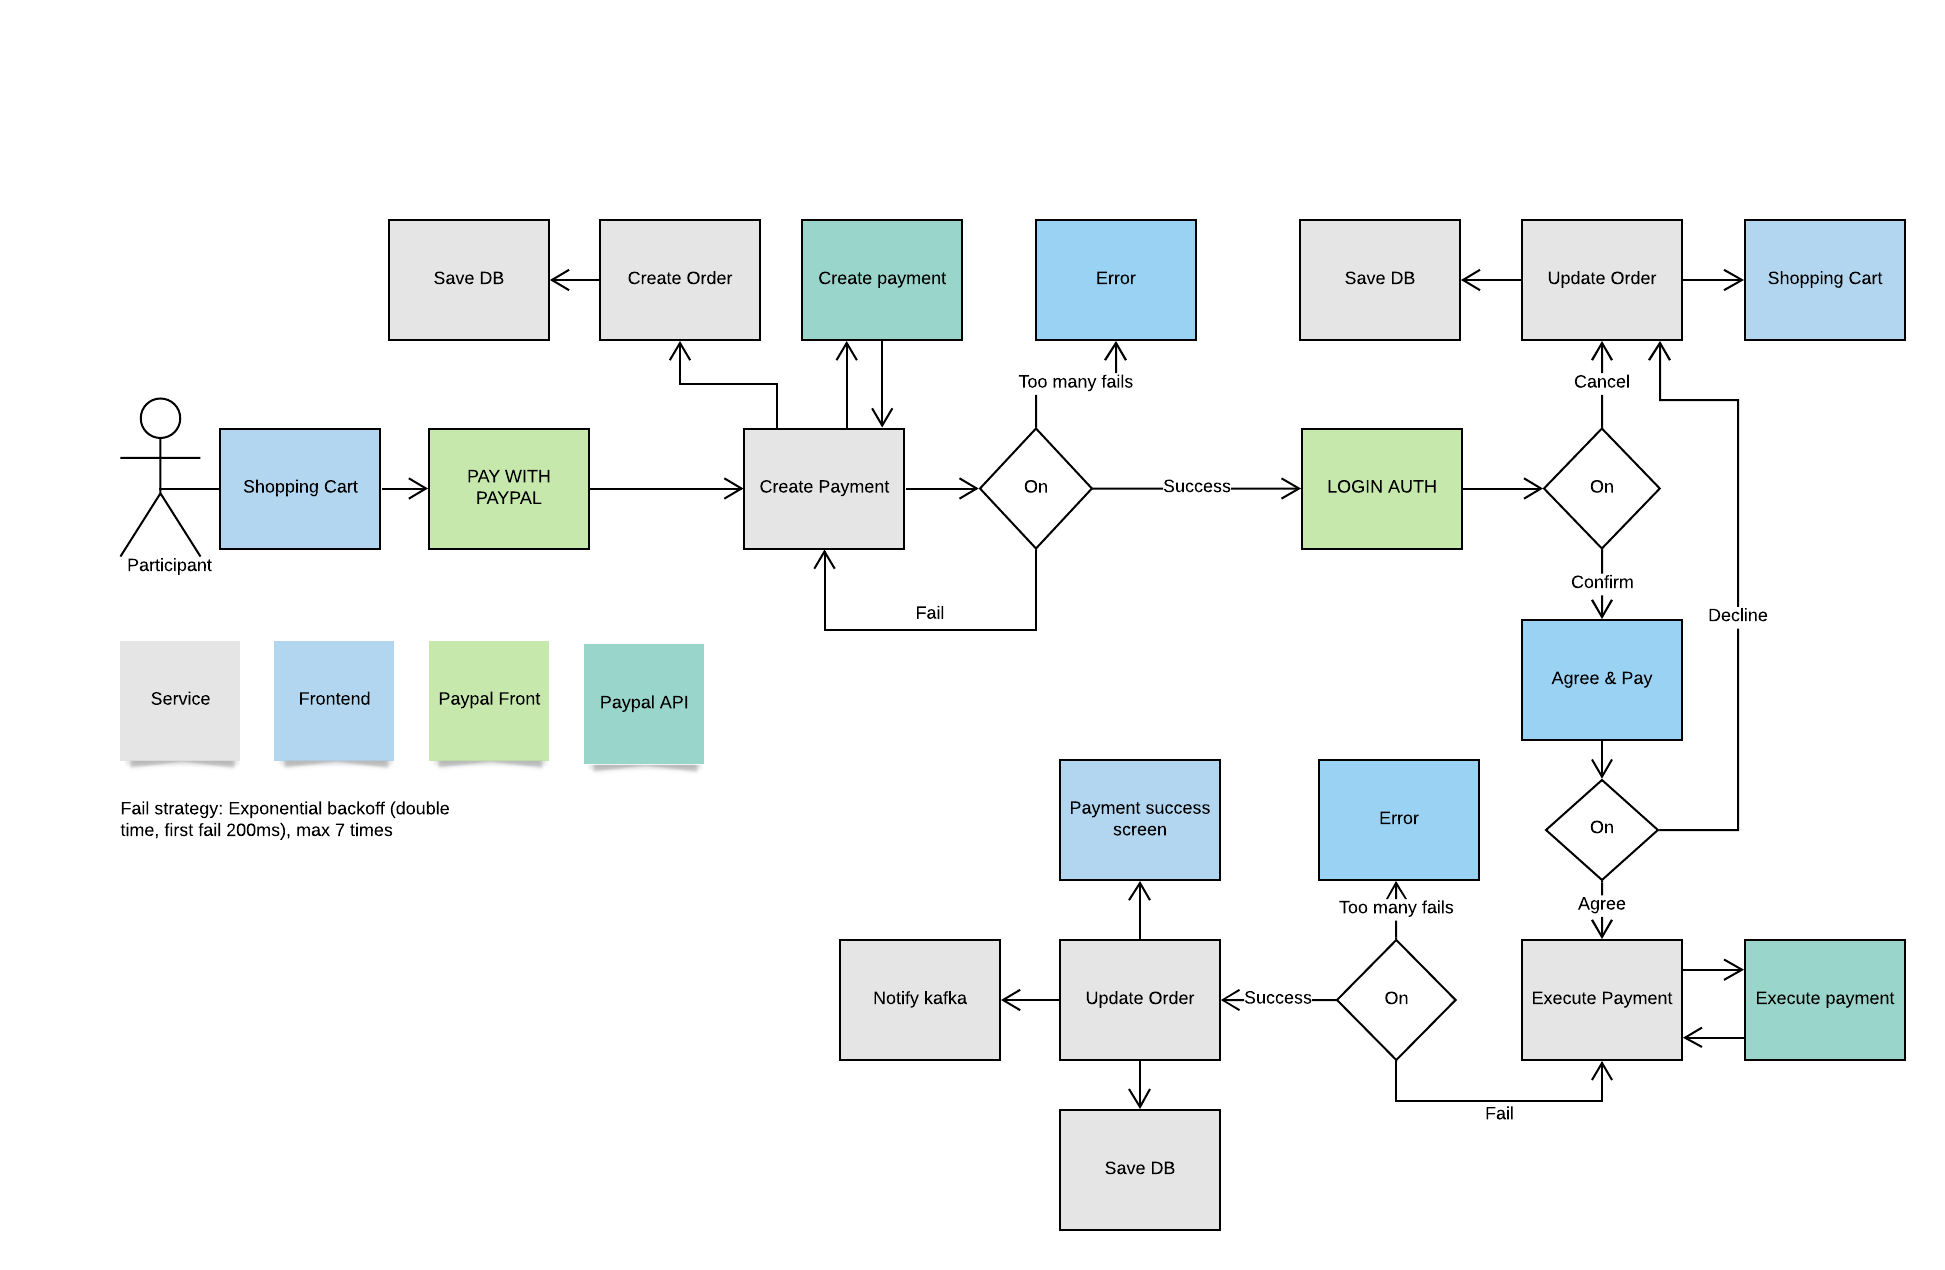 Save DB
Create Order
Create payment
Error
Save DB
Update Order
Shopping Cart
Too many fails
Cancel
Participant
Shopping Cart
PAY WITH
PAYPAL
Create Payment
On
Success
LOGIN AUTH
On
Fail
Confirm
Decline
Service
Frontend
Paypal Front
Paypal API
Agree & Pay
Fail strategy: Exponential backoff (double
time, first fail 200ms), max 7 times
Payment success
screen
Error
On
Too many fails
Agree
Notify kafka
Update Order
Success
On
Execute Payment
Execute payment
Fail
Save DB